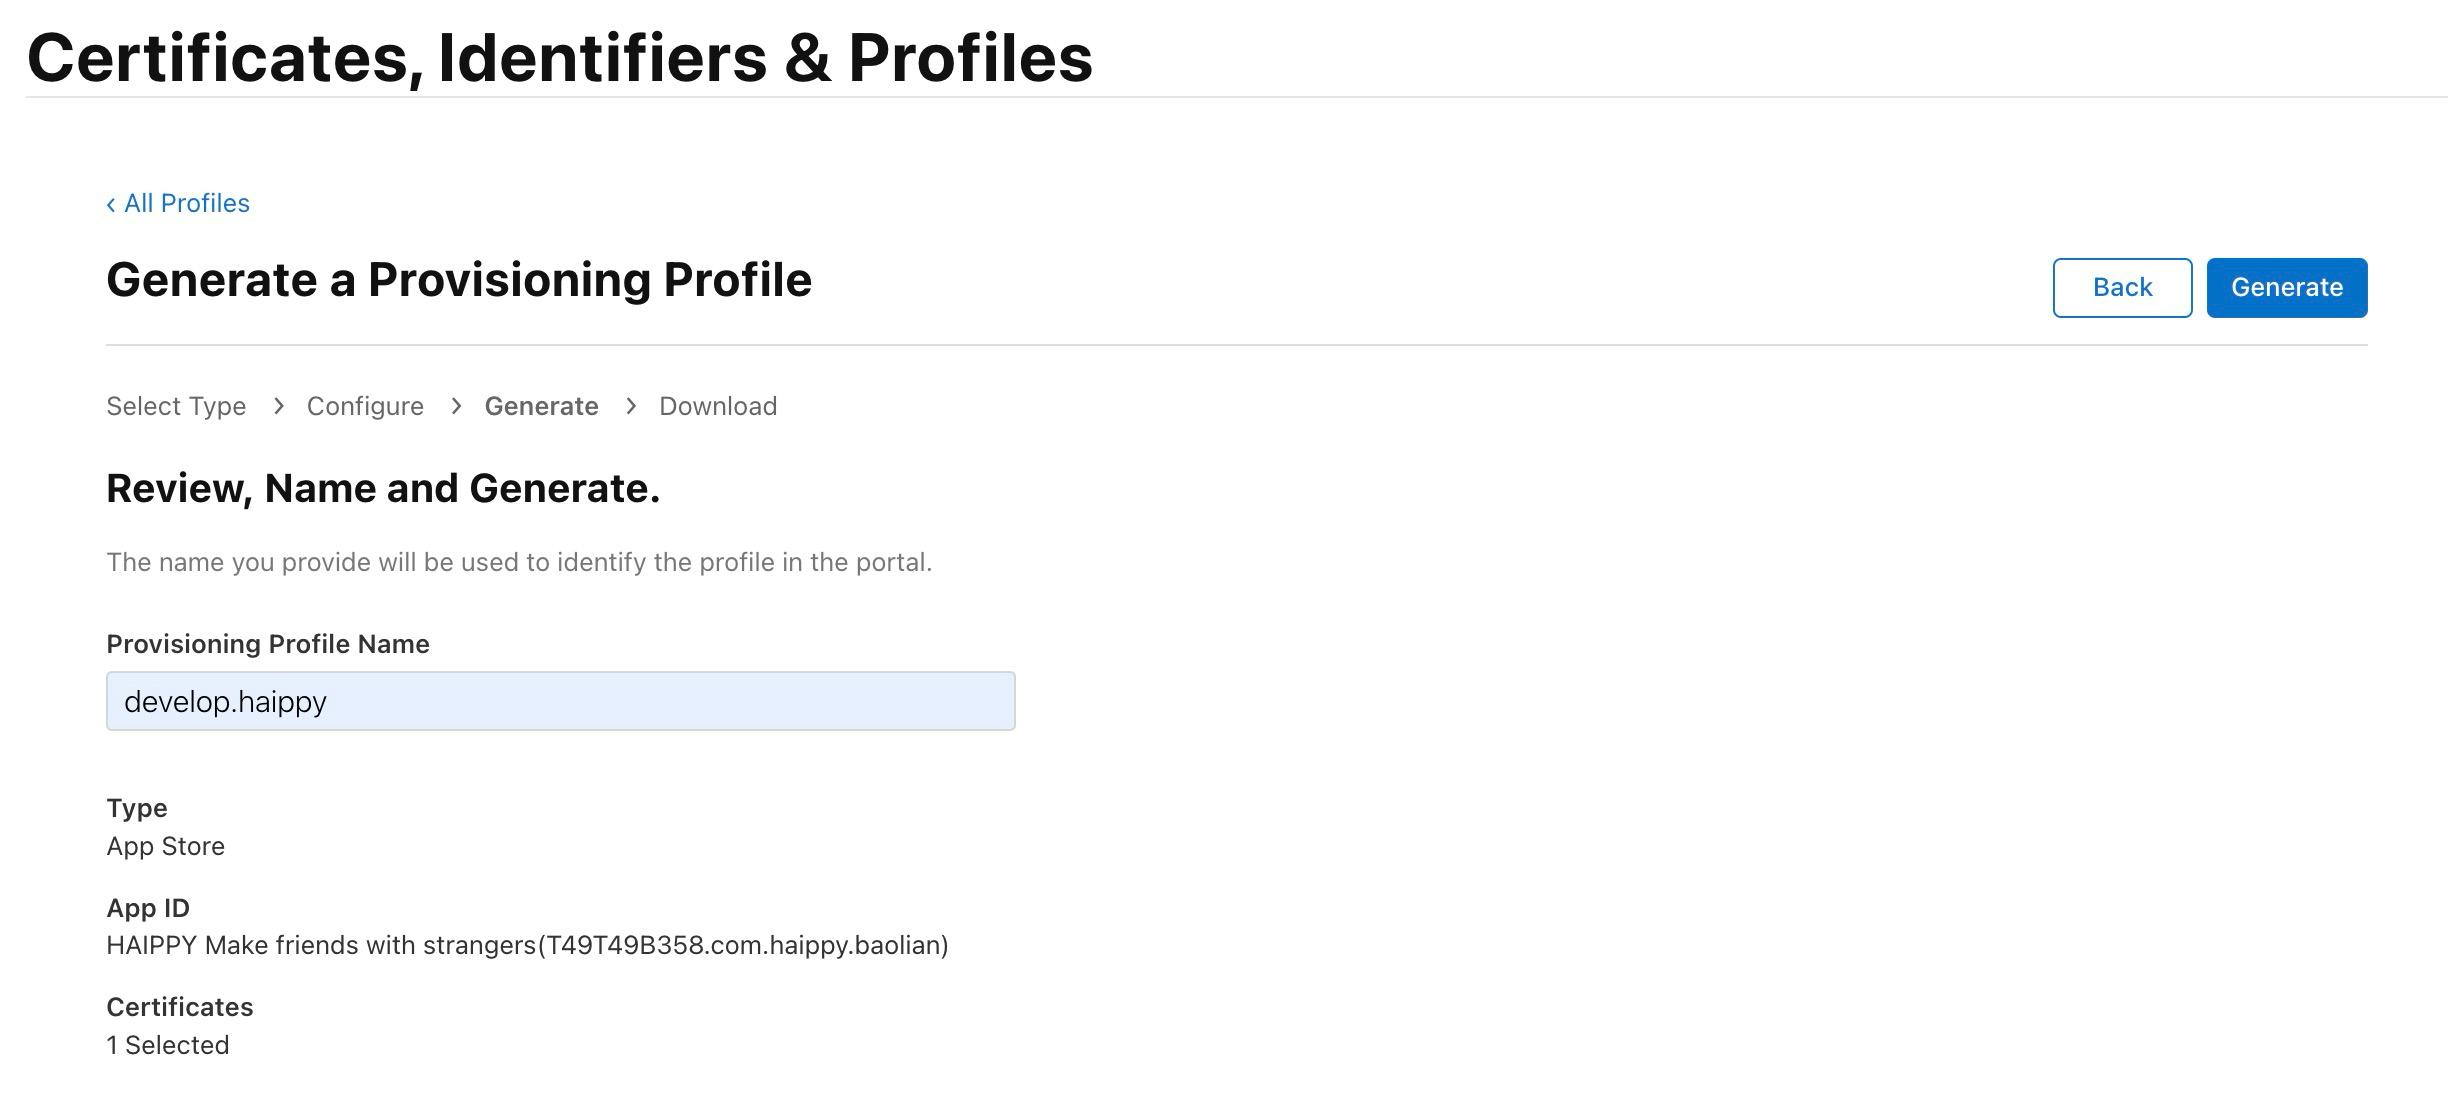 Certificates, Identifiers & Profiles
‹ All Profiles
Generate a Provisioning Profile
Back
Generate
Select Type > Configure > Generate > Download
Review, Name and Generate.
The name you provide will be used to identify the profile in the portal.
Provisioning Profile Name
develop.haippy
Type
App Store
App ID
HAIPPY Make friends with strangers(T49T49B358.com.haippy.baolian)
Certificates
1 Selected